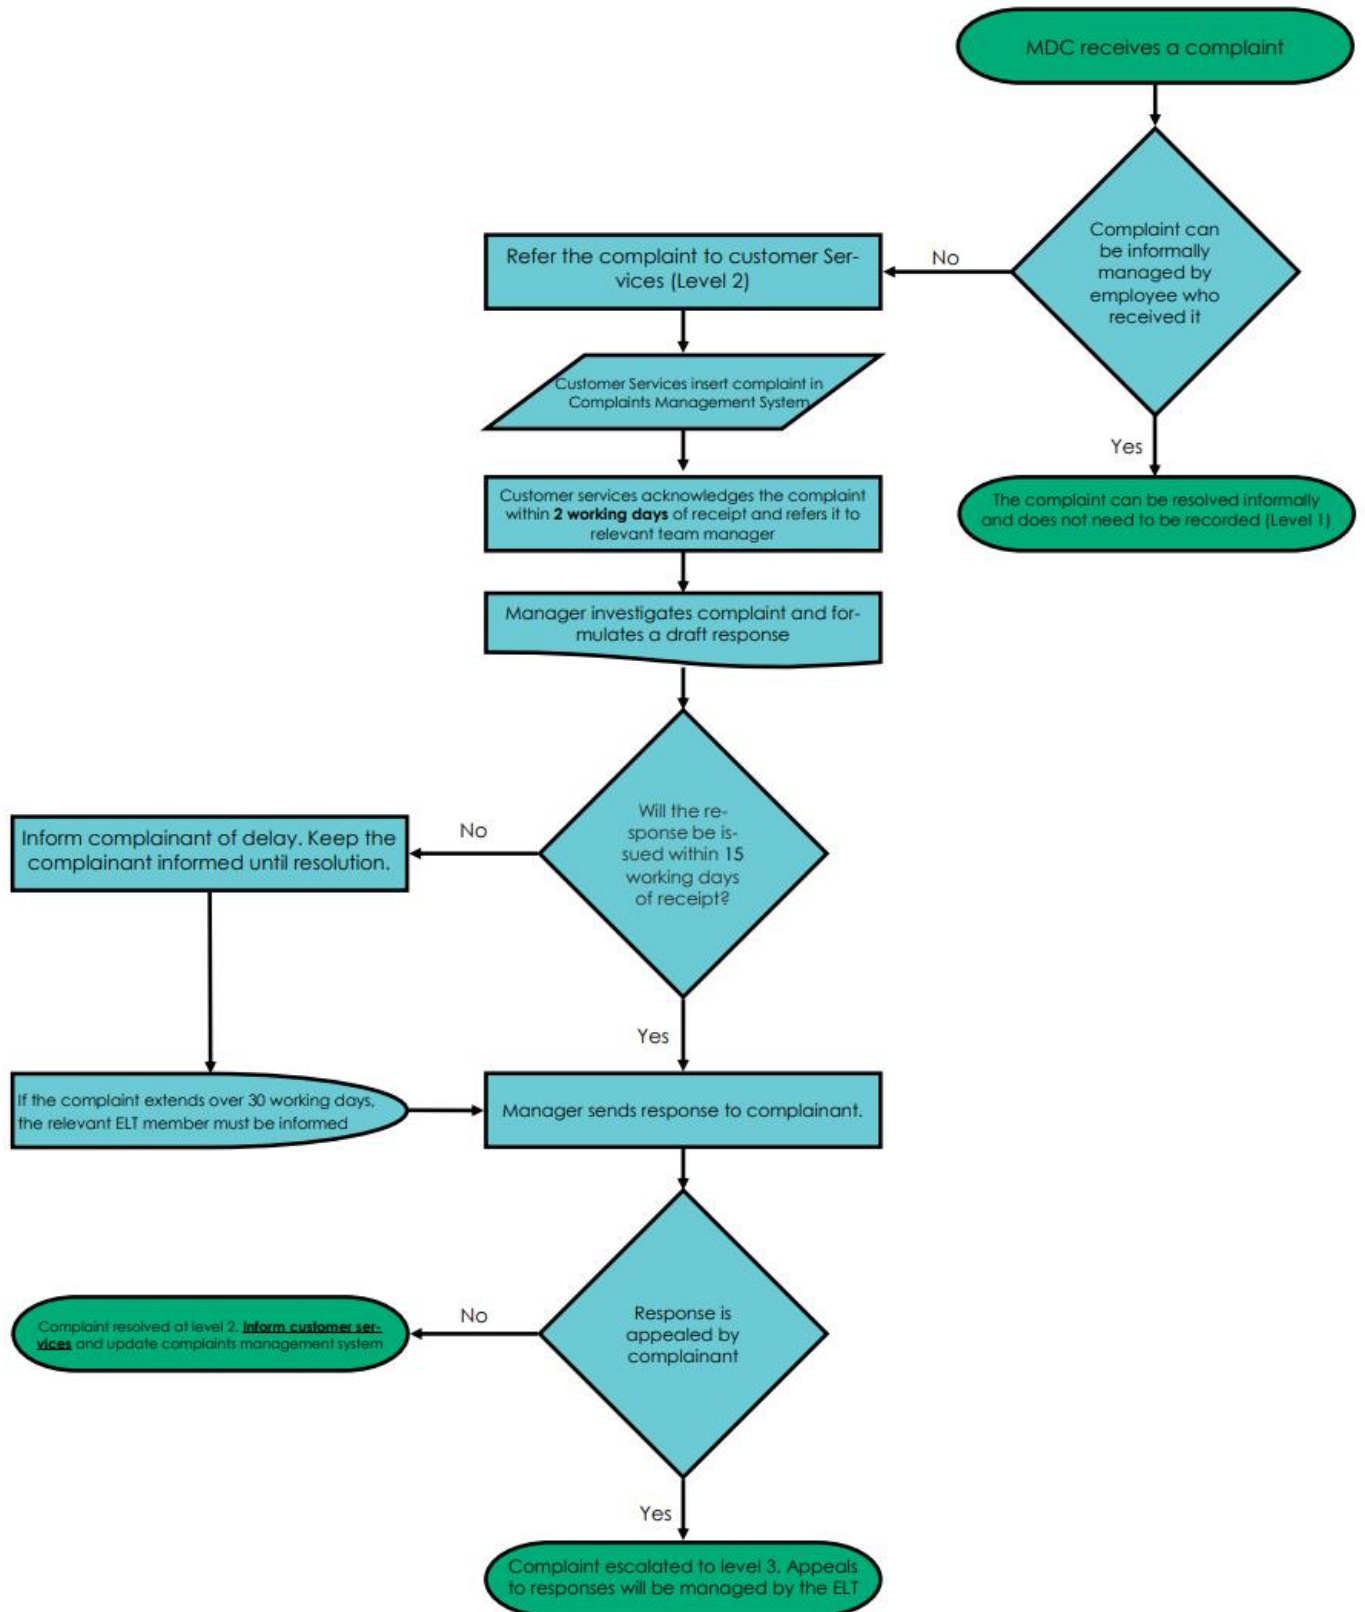 MDC receives a complaint
Complaint can
be informally
managed by
employee who
received it
No
Yes
Refer the complaint to customer Ser-
vices (Level 2)
Customer Services insert complaint in
Complaints Management System
Customer services acknowledges the complaint
within 2 working days of receipt and refers it to
relevant team manager
The complaint can be resolved informally
and does not need to be recorded (Level 1)
Manager investigates complaint and for-
mulates a draft response
Will the re-
sponse be is-
sued within 15
working days
of receipt?
No
Inform complainant of delay. Keep the
complainant informed until resolution.
Yes
If the complaint extends over 30 working days,
the relevant ELT member must be informed
Manager sends response to complainant.
Response is
appealed by
complainant
No
Complaint resolved at level 2. Inform customer ser-
vices and update complaints management system
Yes
Complaint escalated to level 3. Appeals
to responses will be managed by the ELT